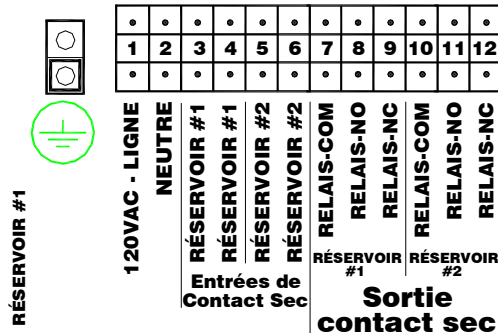 1 2 3 4 5 6 7 8 9 10 11 12
120VAC - LIGNE
NEUTRE
RÉSERVOIR #1
RÉSERVOIR #1
RÉSERVOIR #2
RÉSERVOIR #2
RELAIS-COM
RELAIS-NO
RELAIS-NC
RELAIS-COM
RELAIS-NO
RELAIS-NC
RÉSERVOIR #1
RÉSERVOIR
#1
RÉSERVOIR
#2
Entrées de
Contact Sec
Sortie
contact sec